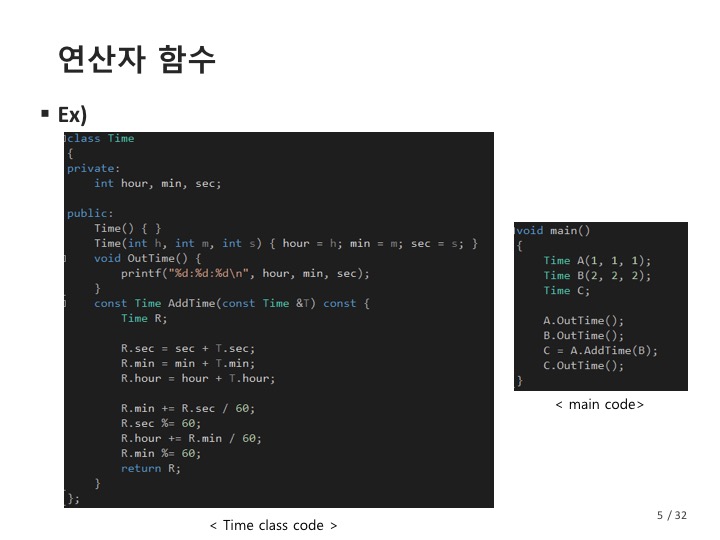 연산자 함수
▪ Ex)
class Time
{
private:
    int hour, min, sec;

public:
    Time() { }
    Time(int h, int m, int s) { hour = h; min = m; sec = s; }
    void OutTime() {
        printf("%d:%d:%d\n", hour, min, sec);
    }
    const Time AddTime(const Time &T) const {
        Time R;

        R.sec = sec + T.sec;
        R.min = min + T.min;
        R.hour = hour + T.hour;

        R.min += R.sec / 60;
        R.sec %= 60;
        R.hour += R.min / 60;
        R.min %= 60;
        return R;
    }
};
< Time class code >
void main()
{
    Time A(1, 1, 1);
    Time B(2, 2, 2);
    Time C;

    A.OutTime();
    B.OutTime();
    C = A.AddTime(B);
    C.OutTime();
}
< main code>
5 / 32